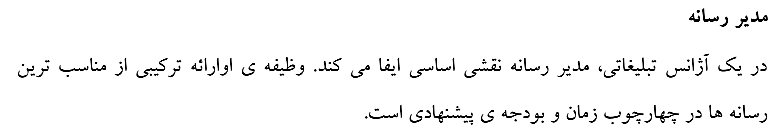 مدیر رسانه
در یک آژانس تبلیغاتی، مدیر رسانه نقشی اساسی ایفا می کند. وظیفه ی اوارائه ترکیبی از مناسب ترین
رسانه ها در چهارچوب زمان و بودجه ی پیشنهادی است.